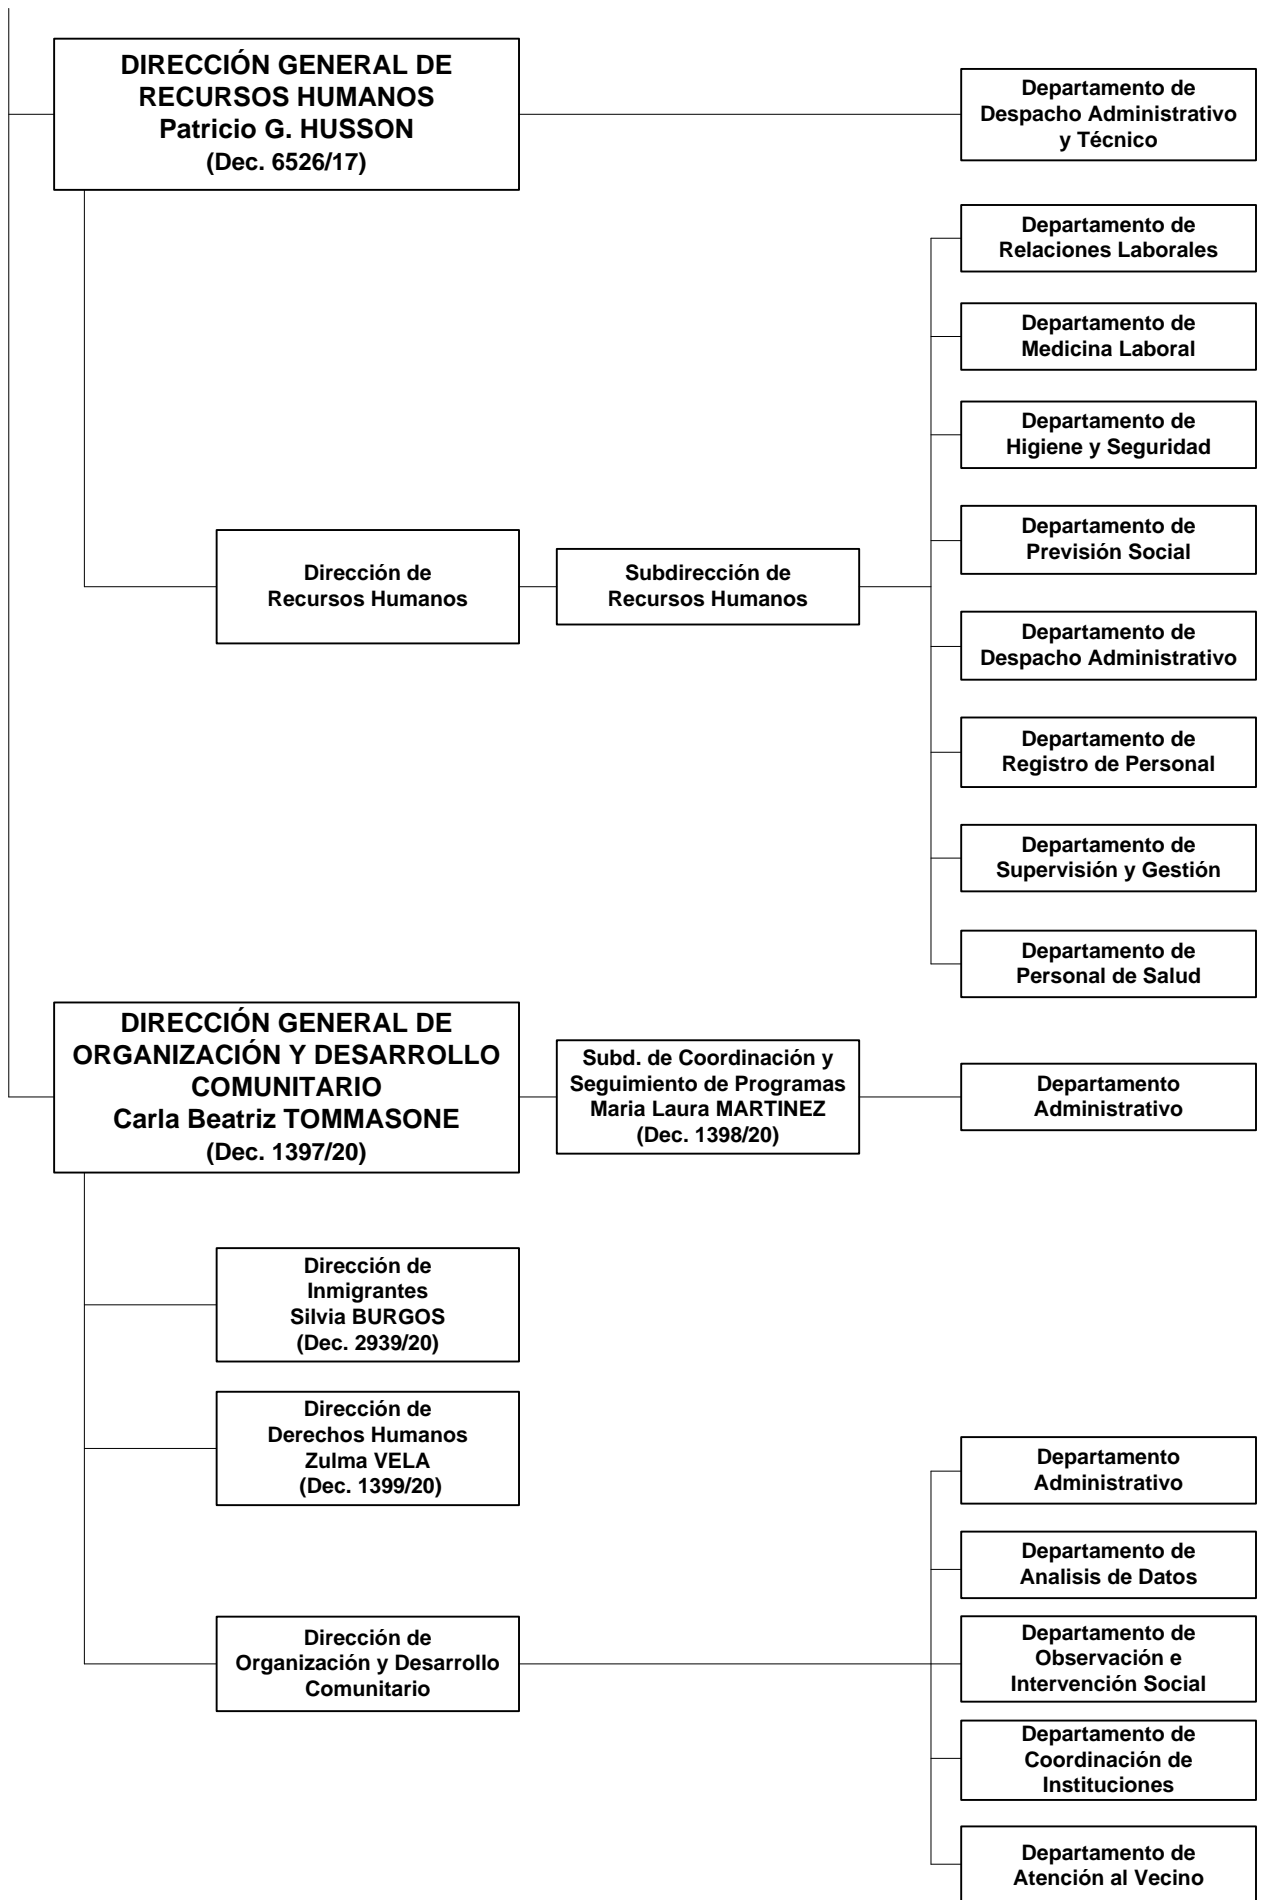 DIRECCIÓN GENERAL DE
RECURSOS HUMANOS
Patricio G. HUSSON
(Dec. 6526/17)
Departamento de
Despacho Administrativo
y Técnico
Departamento de
Relaciones Laborales
Departamento de
Medicina Laboral
Departamento de
Higiene y Seguridad
Departamento de
Previsión Social
Dirección de
Recursos Humanos
Subdirección de
Recursos Humanos
Departamento de
Despacho Administrativo
Departamento de
Registro de Personal
Departamento de
Supervisión y Gestión
Departamento de
Personal de Salud
DIRECCIÓN GENERAL DE
ORGANIZACIÓN Y DESARROLLO
COMUNITARIO
Carla Beatriz TOMMASONE
(Dec. 1397/20)
Subd. de Coordinación y
Seguimiento de Programas
Maria Laura MARTINEZ
(Dec. 1398/20)
Departamento
Administrativo
Dirección de
Inmigrantes
Silvia BURGOS
(Dec. 2939/20)
Dirección de
Derechos Humanos
Zulma VELA
(Dec. 1399/20)
Departamento
Administrativo
Departamento de
Analisis de Datos
Dirección de
Organización y Desarrollo
Comunitario
Departamento de
Observación e
Intervención Social
Departamento de
Coordinación de
Instituciones
Departamento de
Atención al Vecino